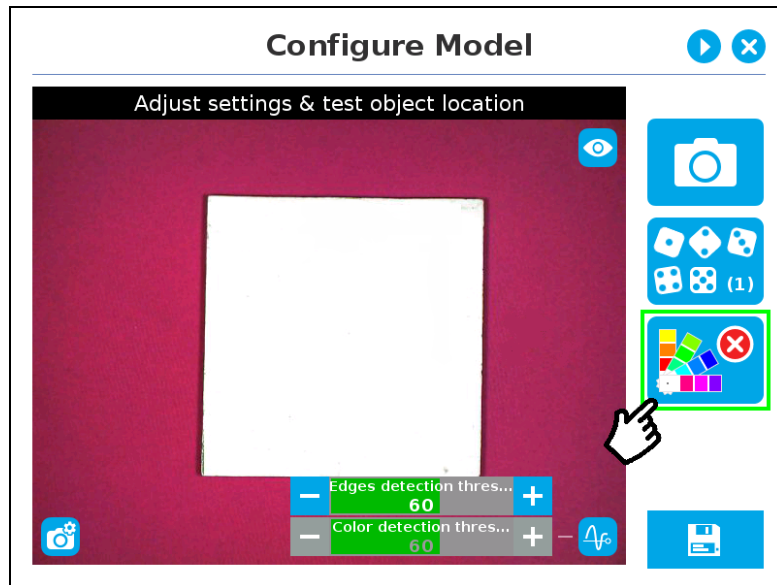 Configure Model
Adjust settings & test object location
(1)
Edges detection thres...
60
Color detection thres...
60